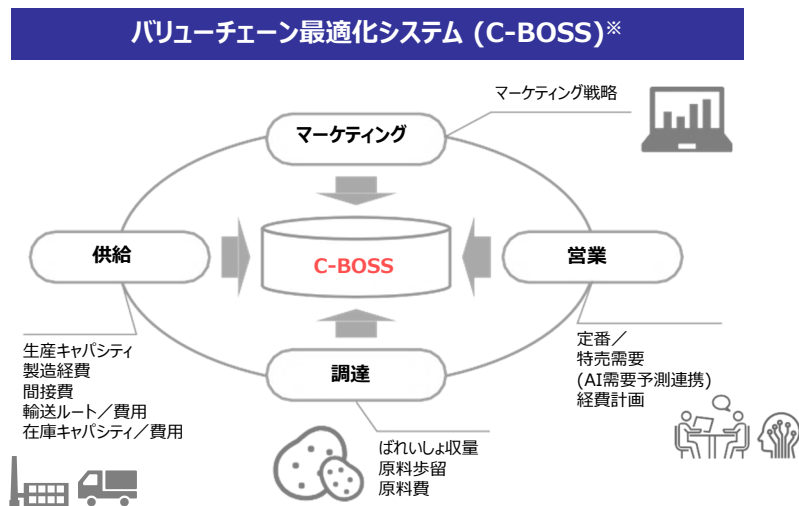 バリューチェーン最適化システム (C-BOSS)※
マーケティング戦略
マーケティング
供給
C-BOSS
営業
調達
生産キャパシティ
製造経費
間接費
輸送ルート／費用
在庫キャパシティ／費用
定番／
特売需要
(AI需要予測連携)
経費計画
ばれいしょ収量
原料歩留
原料費